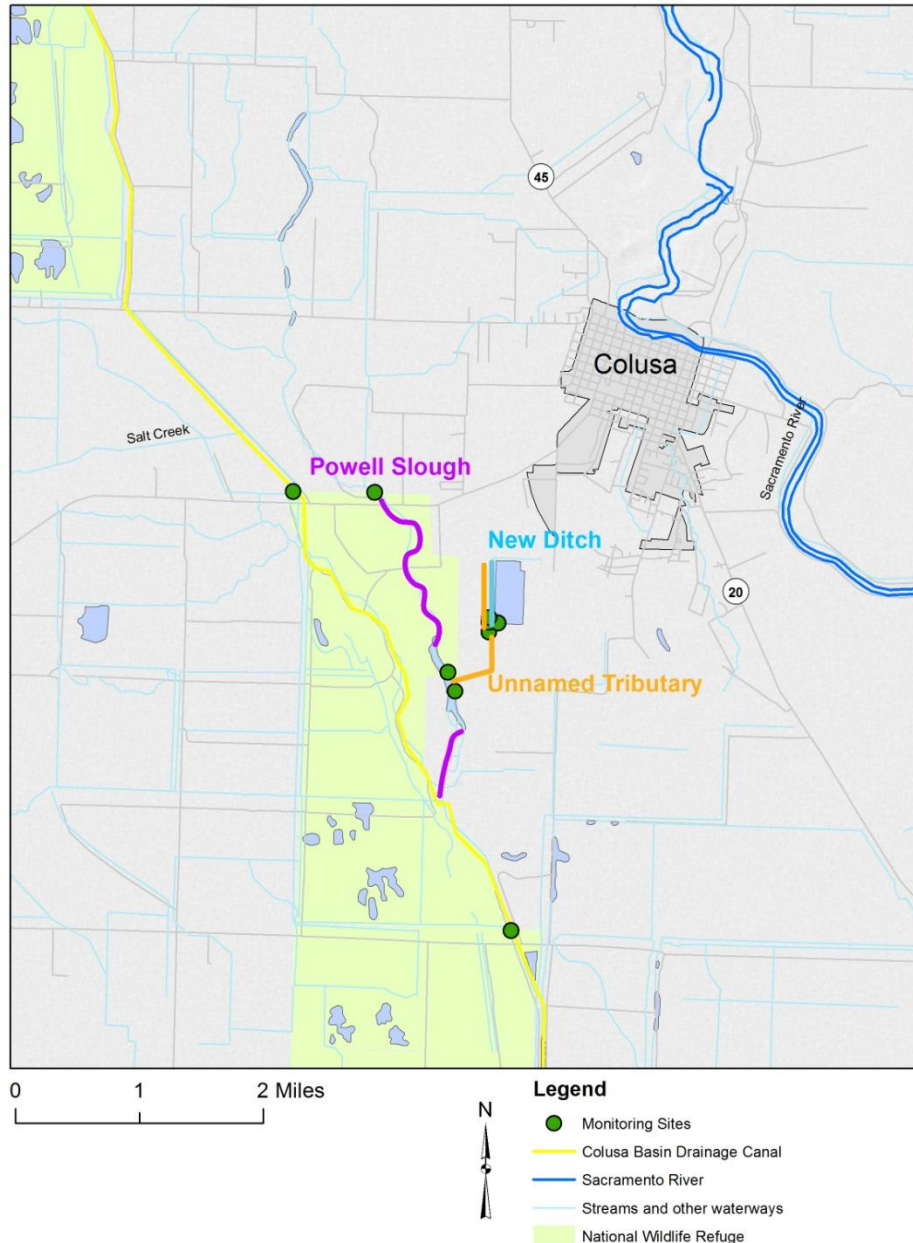 45
Colusa
Sacramento River
Salt Creek
Powell Slough
New Ditch
20
Unnamed Tributary
0 1 2 Miles
N
Legend
Monitoring Sites
Colusa Basin Drainage Canal
Sacramento River
Streams and other waterways
National Wildlife Refuge